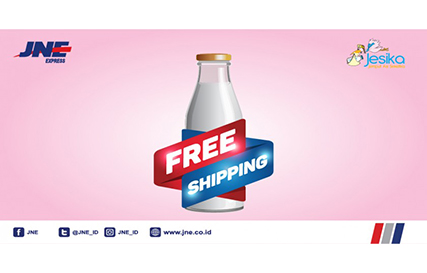 JNE
EXPRESS
jesika
FREE
SHIPPING
JNE
@JNE_ID
JNE_ID
www.jne.co.id